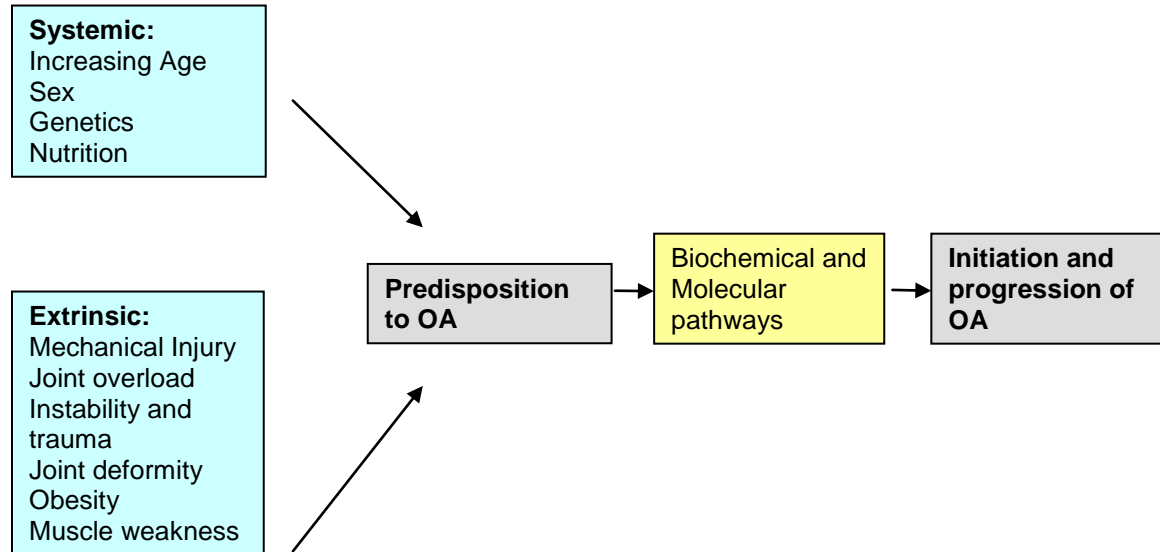 Systemic:
Increasing Age
Sex
Genetics
Nutrition
Extrinsic:
Mechanical Injury
Joint overload
Instability and
trauma
Joint deformity
Obesity
Muscle weakness
Predisposition
to OA
Biochemical and
Molecular
pathways
Initiation and
progression of
OA